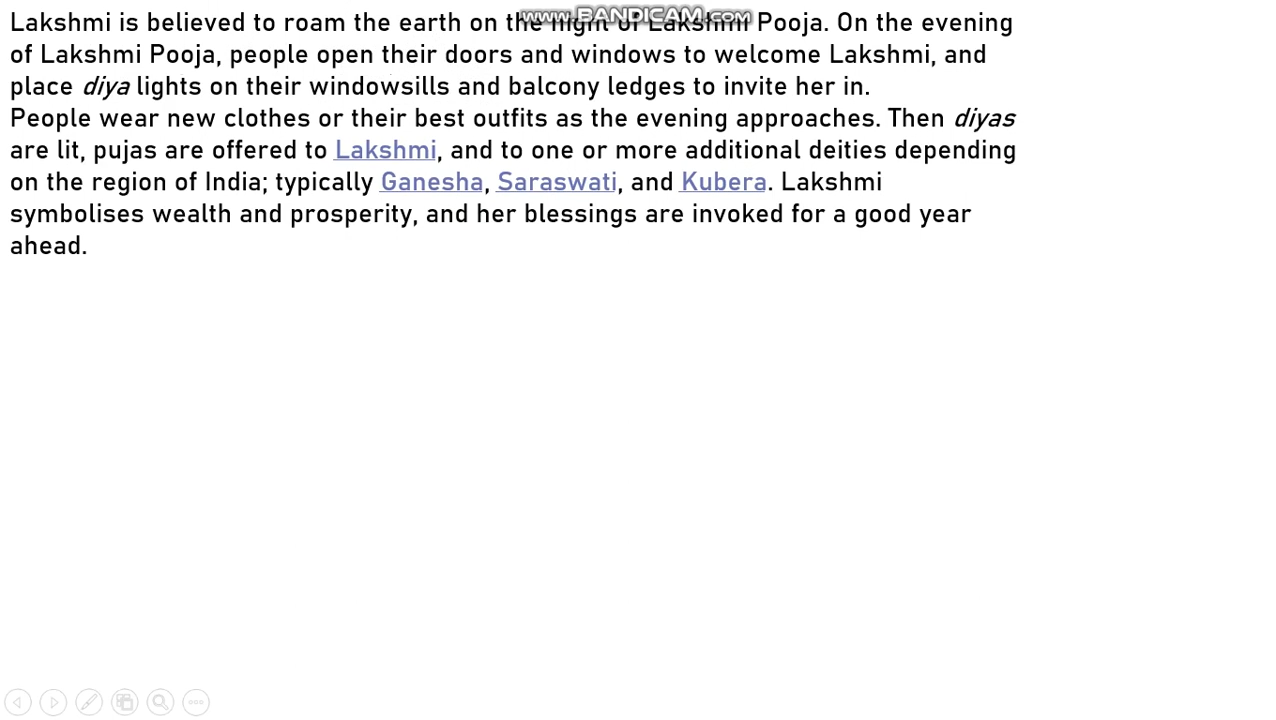 www.BANDICAM.com
Lakshmi is believed to roam the earth on the night of Lakshmi Pooja. On the evening
of Lakshmi Pooja, people open their doors and windows to welcome Lakshmi, and
place diya lights on their windowsills and balcony ledges to invite her in.
People wear new clothes or their best outfits as the evening approaches. Then diyas
are lit, pujas are offered to Lakshmi, and to one or more additional deities depending
on the region of India; typically Ganesha, Saraswati, and Kubera. Lakshmi
symbolises wealth and prosperity, and her blessings are invoked for a good year
ahead.